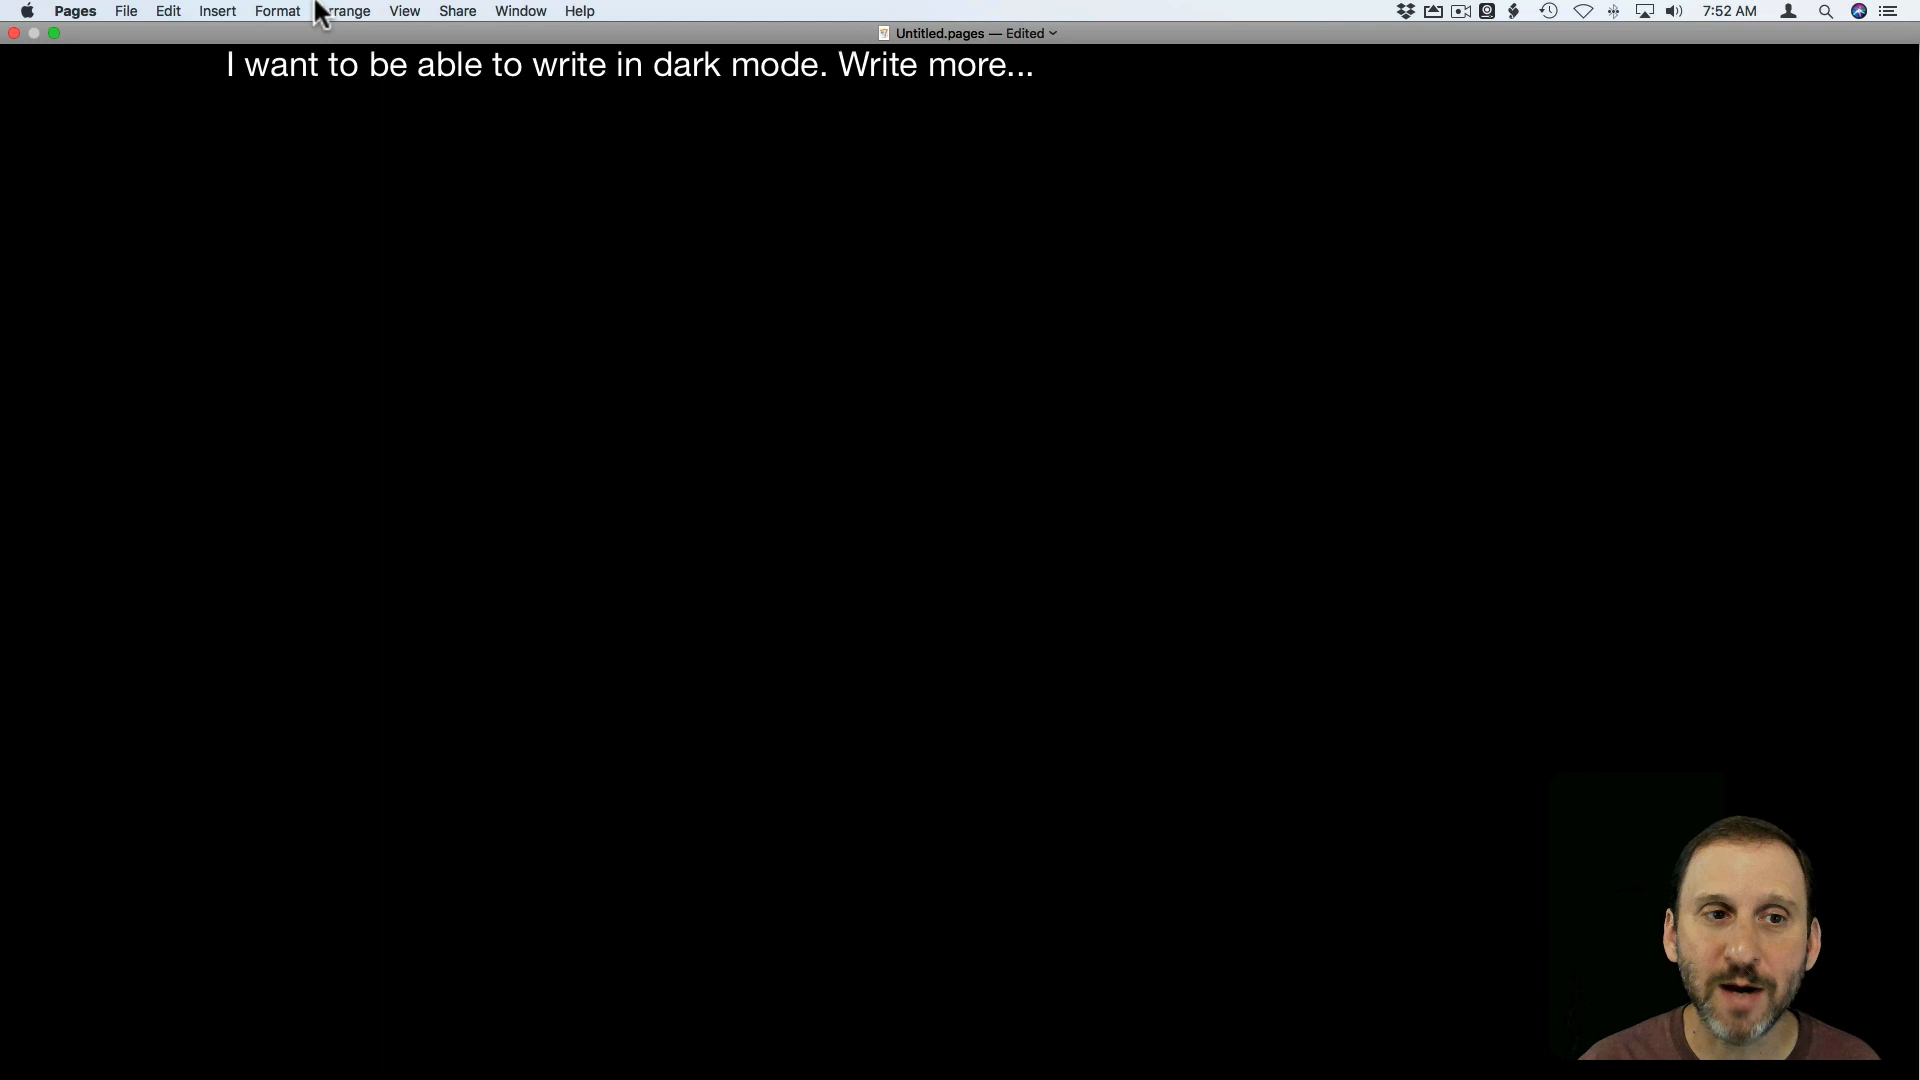 Pages File Edit Insert Format Arrange View Share Window Help 7:52 AM
Untitled.pages — Edited
I want to be able to write in dark mode. Write more...